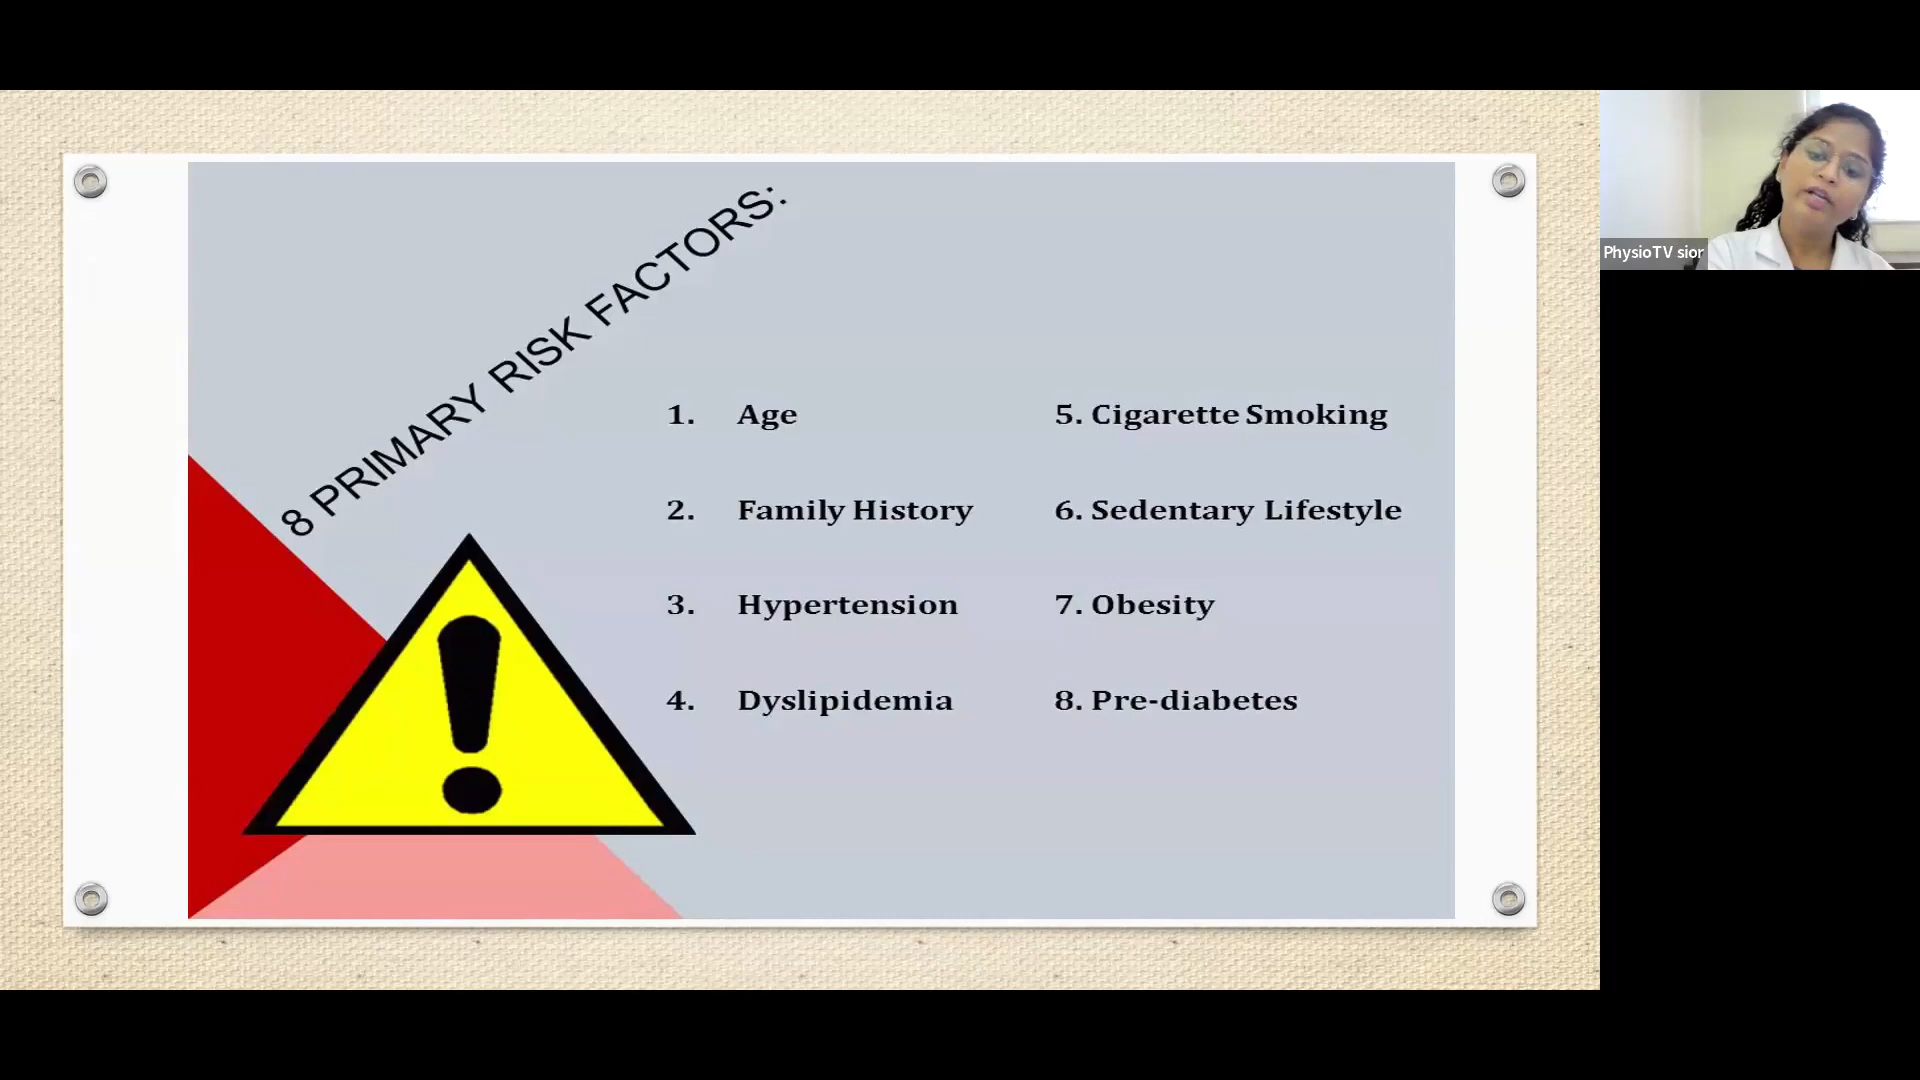 8 PRIMARY RISK FACTORS:
1. Age
2. Family History
3. Hypertension
4. Dyslipidemia
5. Cigarette Smoking
6. Sedentary Lifestyle
7. Obesity
8. Pre-diabetes
PhysioTV sior